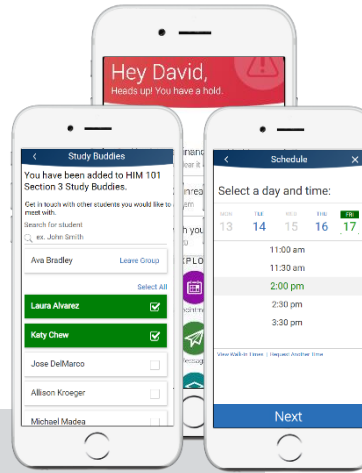 Hey David,
Heads up! You have a hold.
Study Buddies
You have been added to HIM 101
Section 3 Study Buddies.
Get in touch with other students you would like to
meet with.
Search for student
ex. John Smith
Ava Bradley
Leave Group
Select All
Laura Alvarez
Katy Chew
Jose DelMarco
Allison Kroeger
Michael Madea
Schedule
Select a day and time:
MON TUE WED THU FRI
13 14 15 16 17
11:00 am
11:30 am
2:00 pm
2:30 pm
3:30 pm
View Walk-in Times | Request Another Time
Next